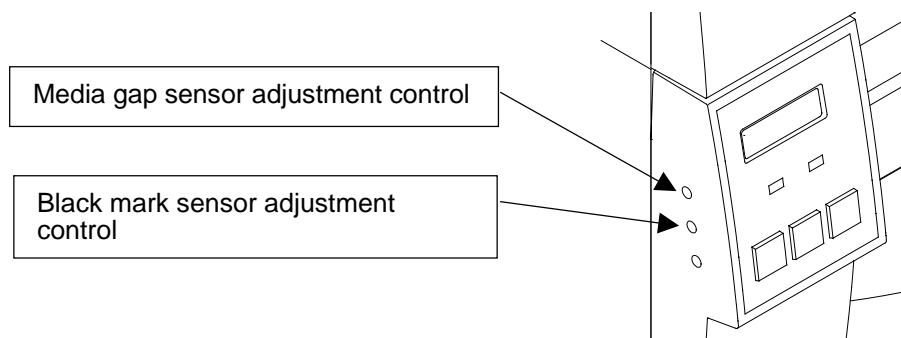 Media gap sensor adjustment control
Black mark sensor adjustment
control